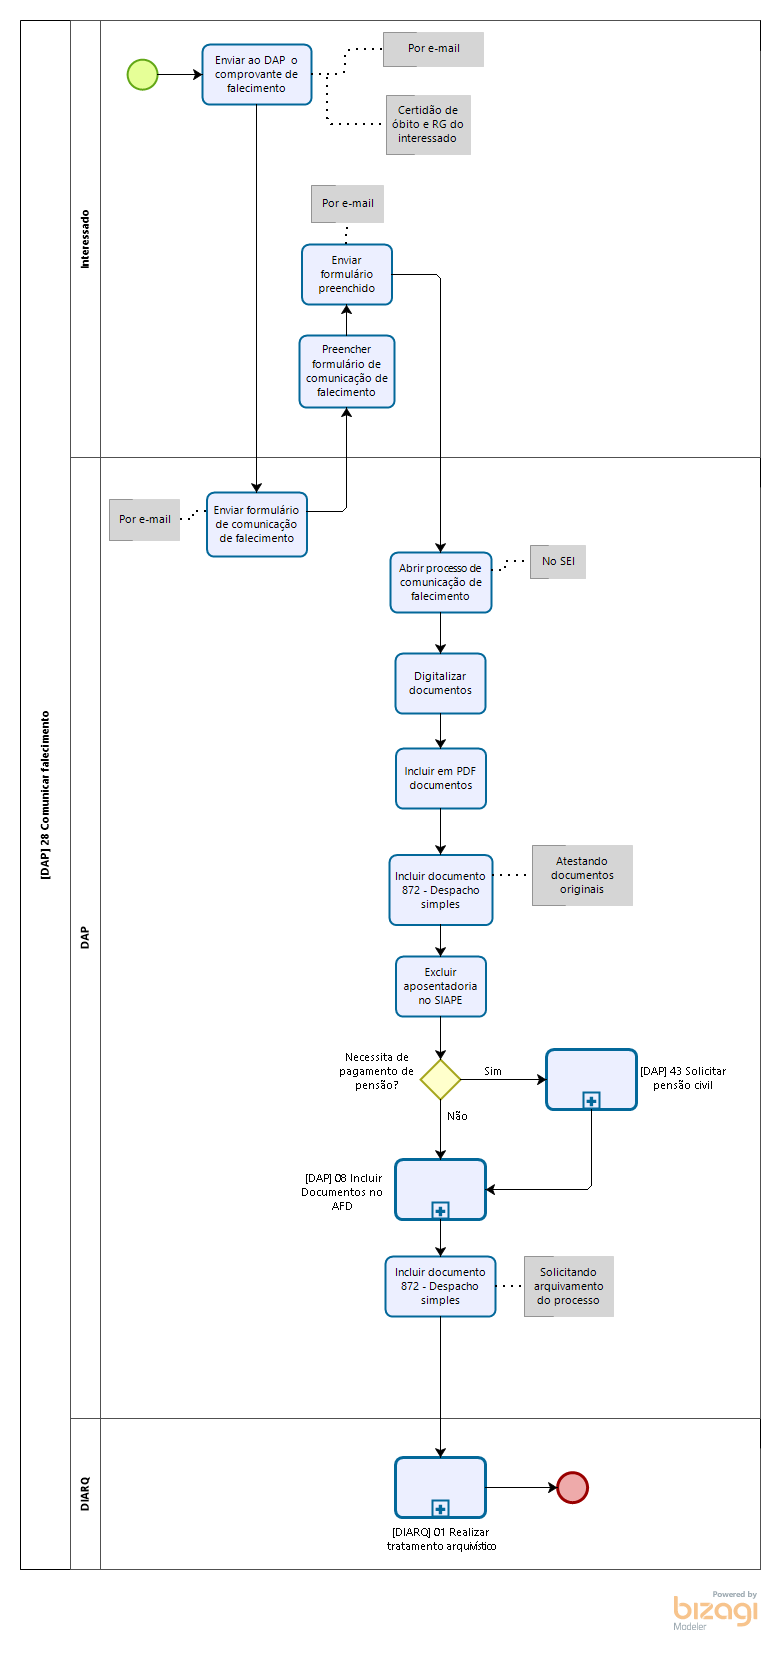 [DAP] 28 Comunicar falecimento
Interessado
Enviar ao DAP o
comprovante de
falecimento
Por e-mail
Certidão de
óbito e RG do
interessado
Por e-mail
Enviar
formulário
preenchido
Preencher
formulário de
comunicação de
falecimento
DAP
Por e-mail
Enviar formulário
de comunicação
de falecimento
Abrir processo de
comunicação de
falecimento
No SEI
Digitalizar
documentos
Incluir em PDF
documentos
Incluir documento
872 - Despacho
simples
Atestando
documentos
originais
Excluir
aposentadoria
no SIAPE
Necessita de
pagamento de
pensão?
Sim
[DAP] 43 Solicitar
pensão civil
Não
[DAP] 08 Incluir
Documentos no
AFD
Incluir documento
872 - Despacho
simples
Solicitando
arquivamento
do processo
DIARQ
[DIARQ] 01 Realizar
tratamento arquivístico
Powered by
bizagi
Modeler